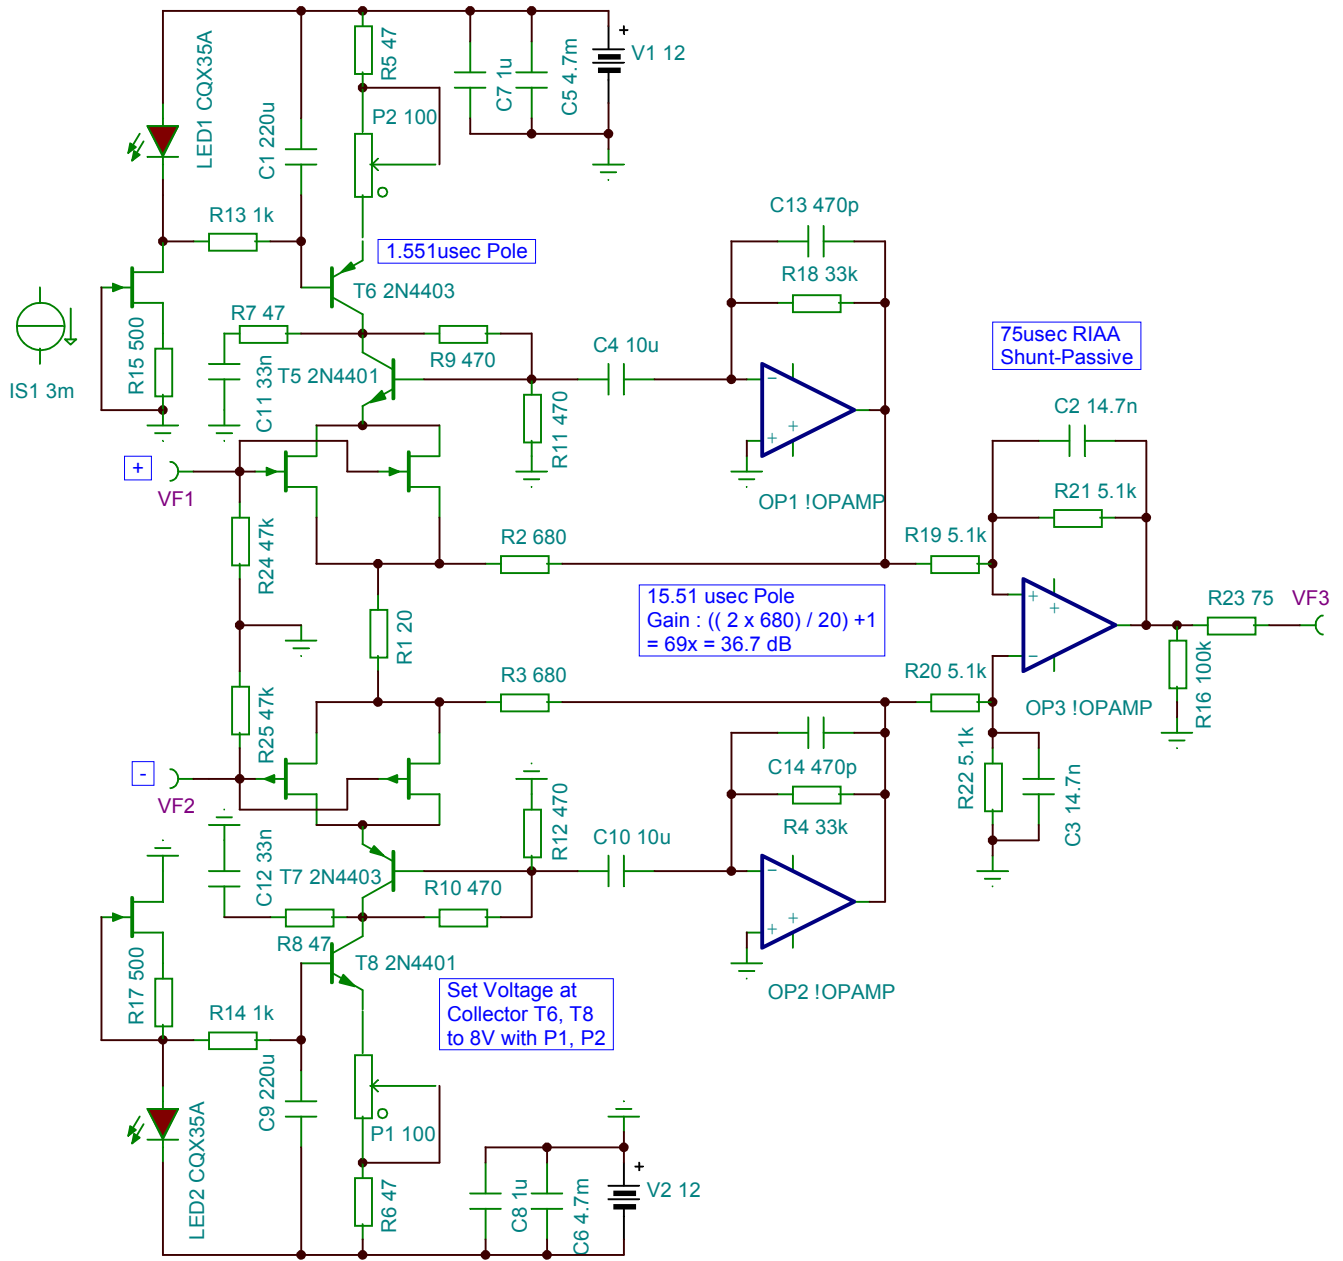 R5 47
V1 12
C7 1u
C5 4.7m
LED1 CQX35A
C1 220u
P2 100
R13 1k
C13 470p
1.551usec Pole
R18 33k
T6 2N4403
R7 47
R9 470
C4 10u
75usec RIAA
Shunt-Passive
R15 500
IS1 3m
C11 33n
T5 2N4401
R11 470
C2 14.7n
+
VF1
R21 5.1k
OP1 !OPAMP
R24 47k
R2 680
R19 5.1k
R1 20
15.51 usec Pole
Gain : (( 2 x 680) / 20) +1
= 69x = 36.7 dB
R23 75
VF3
R3 680
R20 5.1k
R16 100k
OP3 !OPAMP
R25 47k
-
VF2
C14 470p
R22 5.1k
C3 14.7n
R12 470
C10 10u
R4 33k
C12 33n
T7 2N4403
R10 470
R8 47
T8 2N4401
R17 500
Set Voltage at
Collector T6, T8
to 8V with P1, P2
OP2 !OPAMP
R14 1k
C9 220u
P1 100
LED2 CQX35A
R6 47
C8 1u
C6 4.7m
V2 12